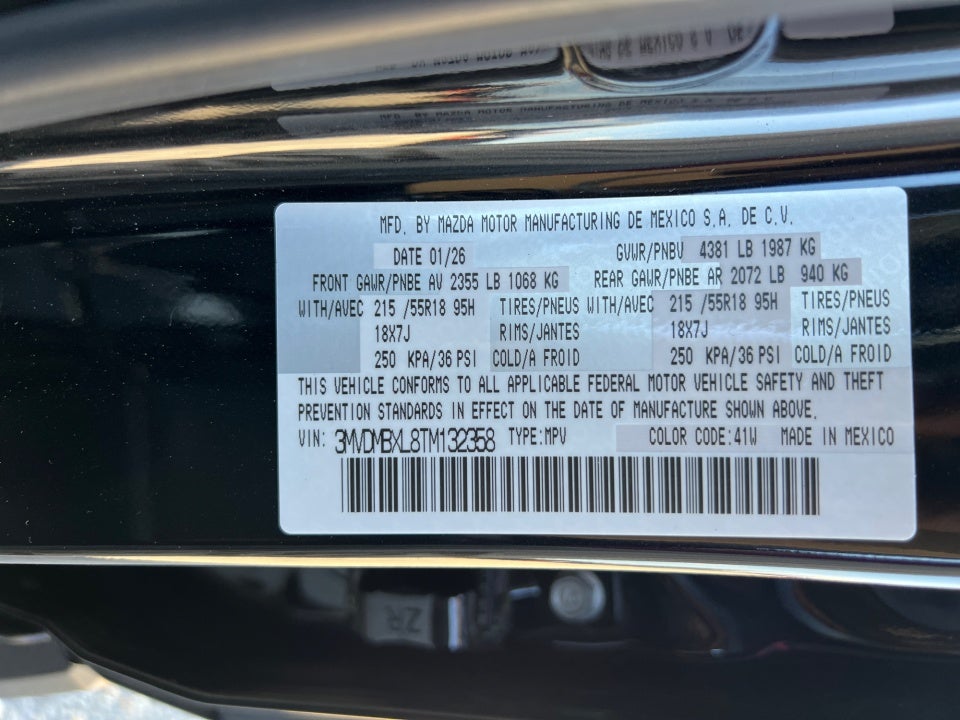 MFD. BY MAZDA MOTOR MANUFACTURING DE MEXICO S.A. DE C.V.
DATE 01/26 GVWR/PNBV 4381 LB 1987 KG
FRONT GAWR/PNBE AV 2355 LB 1068 KG REAR GAWR/PNBE AR 2072 LB 940 KG
WITH/AVEC 215 /55R18 95H TIRES/PNEUS WITH/AVEC 215 /55R18 95H TIRES/PNEUS
18X7J RIMS/JANTES 18X7J RIMS/JANTES
250 KPA/36 PSI COLD/A FROID 250 KPA/36 PSI COLD/A FROID
THIS VEHICLE CONFORMS TO ALL APPLICABLE FEDERAL MOTOR VEHICLE SAFETY AND THEFT
PREVENTION STANDARDS IN EFFECT ON THE DATE OF MANUFACTURE SHOWN ABOVE.
VIN: 3MVDMBXL8TM132358 TYPE:MPV COLOR CODE:41W MADE IN MEXICO